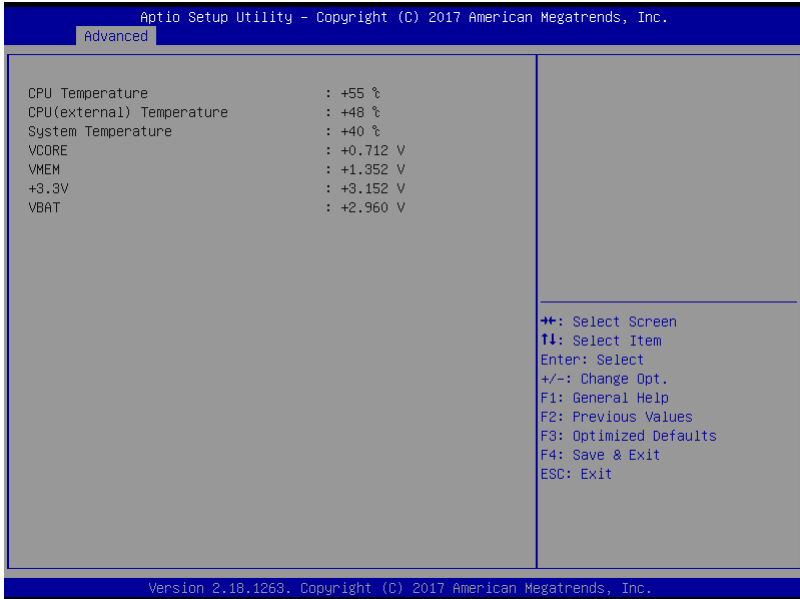 Aptio Setup Utility – Copyright (C) 2017 American Megatrends, Inc.
Advanced
CPU Temperature : +55 ℃
CPU(external) Temperature : +48 ℃
System Temperature : +40 ℃
VCORE : +0.712 V
VMEM : +1.352 V
+3.3V : +3.152 V
VBAT : +2.960 V
→←: Select Screen
↑↓: Select Item
Enter: Select
+/-: Change Opt.
F1: General Help
F2: Previous Values
F3: Optimized Defaults
F4: Save & Exit
ESC: Exit
Version 2.18.1263. Copyright (C) 2017 American Megatrends, Inc.